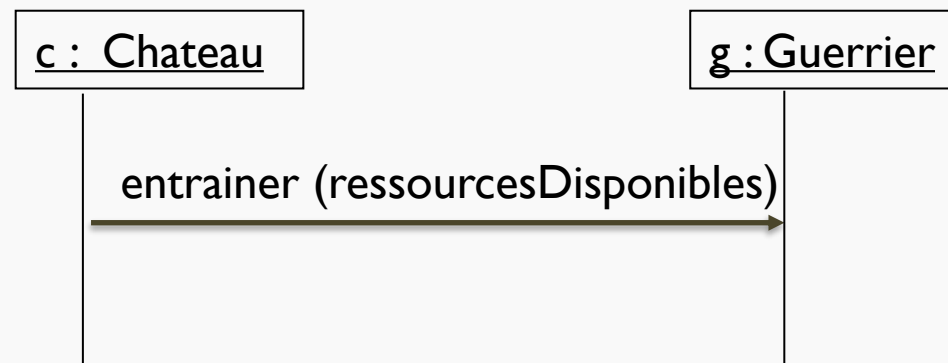 c :  Chateau
g : Guerrier
entrainer (ressourcesDisponibles)